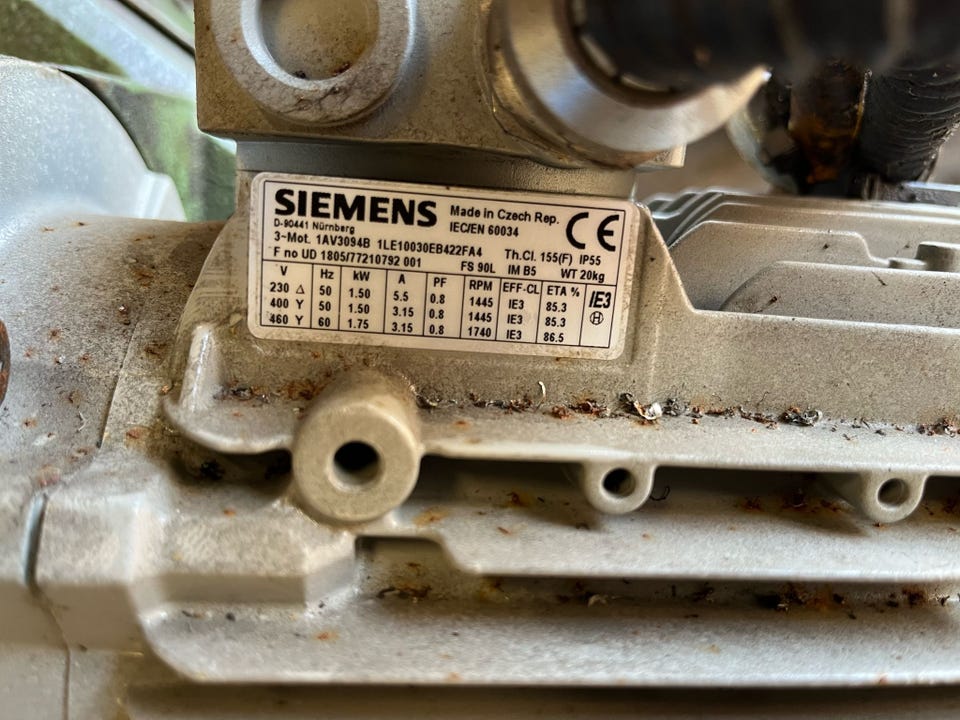 SIEMENS Made in Czech Rep. CE
D-90441 Nürnberg IEC/EN 60034
3~Mot. 1AV3094B 1LE10030EB422FA4 Th.Cl. 155(F) IP55
F no UD 1805/77210792 001 FS 90L IM B5 WT 20kg
V Hz kW A PF RPM EFF-CL ETA % IE3
230 Δ 50 1.50 5.5 0.8 1445 IE3 85.3 H
400 Y 50 1.50 3.15 0.8 1445 IE3 85.3
460 Y 60 1.75 3.15 0.8 1740 IE3 86.5